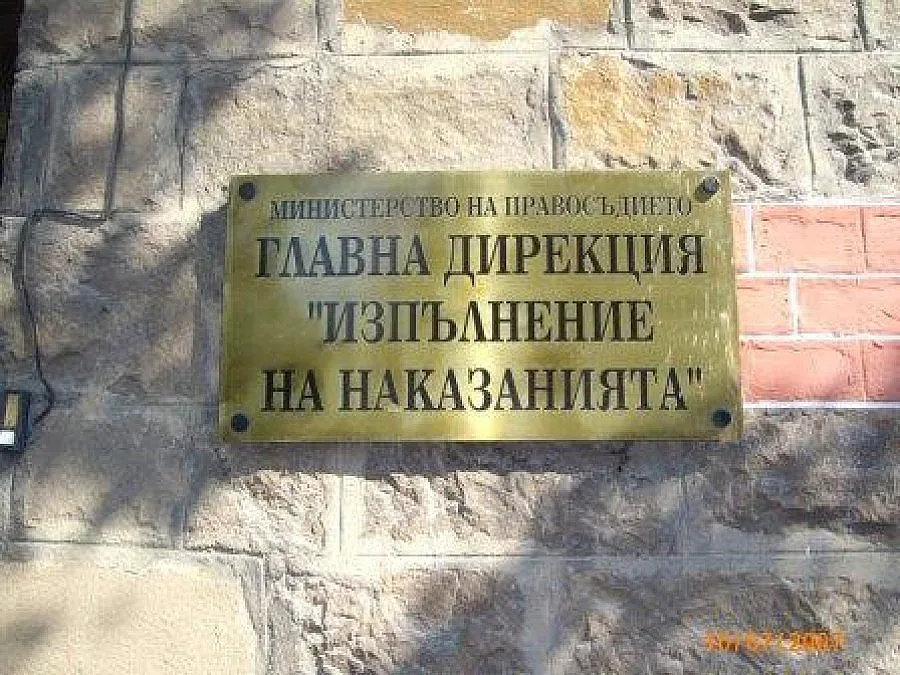 МИНИСТЕРСТВО НА ПРАВОСЪДИЕТО
ГЛАВНА ДИРЕКЦИЯ
"ИЗПЪЛНЕНИЕ
НА НАКАЗАНИЯТА"